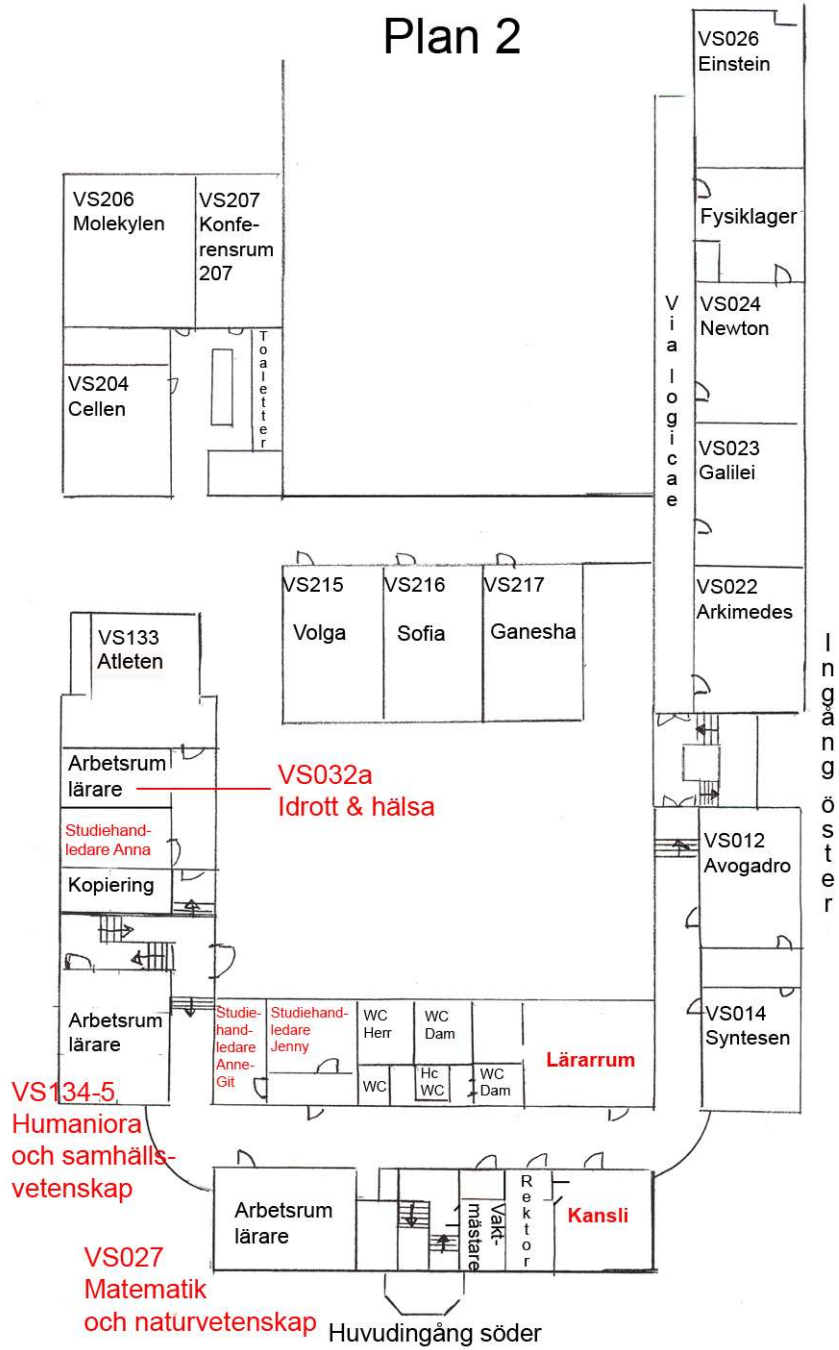 Plan 2
VS026
Einstein
VS206
Molekylen
VS207
Konfe-
rensrum
207
Fysiklager
Toaletter
Via logicae
VS024
Newton
VS204
Cellen
VS023
Galilei
VS215
Volga
VS216
Sofia
VS217
Ganesha
VS022
Arkimedes
VS133
Atleten
Ingång öster
Arbetsrum
lärare
VS032a
Idrott & hälsa
Studiehand-
ledare Anna
Kopiering
VS012
Avogadro
Arbetsrum
lärare
Studie-
hand-
ledare
Anne-
Git
Studiehand-
ledare
Jenny
WC
Herr
WC
Dam
WC
Hc
WC
WC
Dam
Lärarrum
VS014
Syntesen
VS134-5
Humaniora
och samhälls-
vetenskap
Arbetsrum
lärare
Vakt-
mästare
Rektor
Kansli
VS027
Matematik
och naturvetenskap
Huvudingång söder